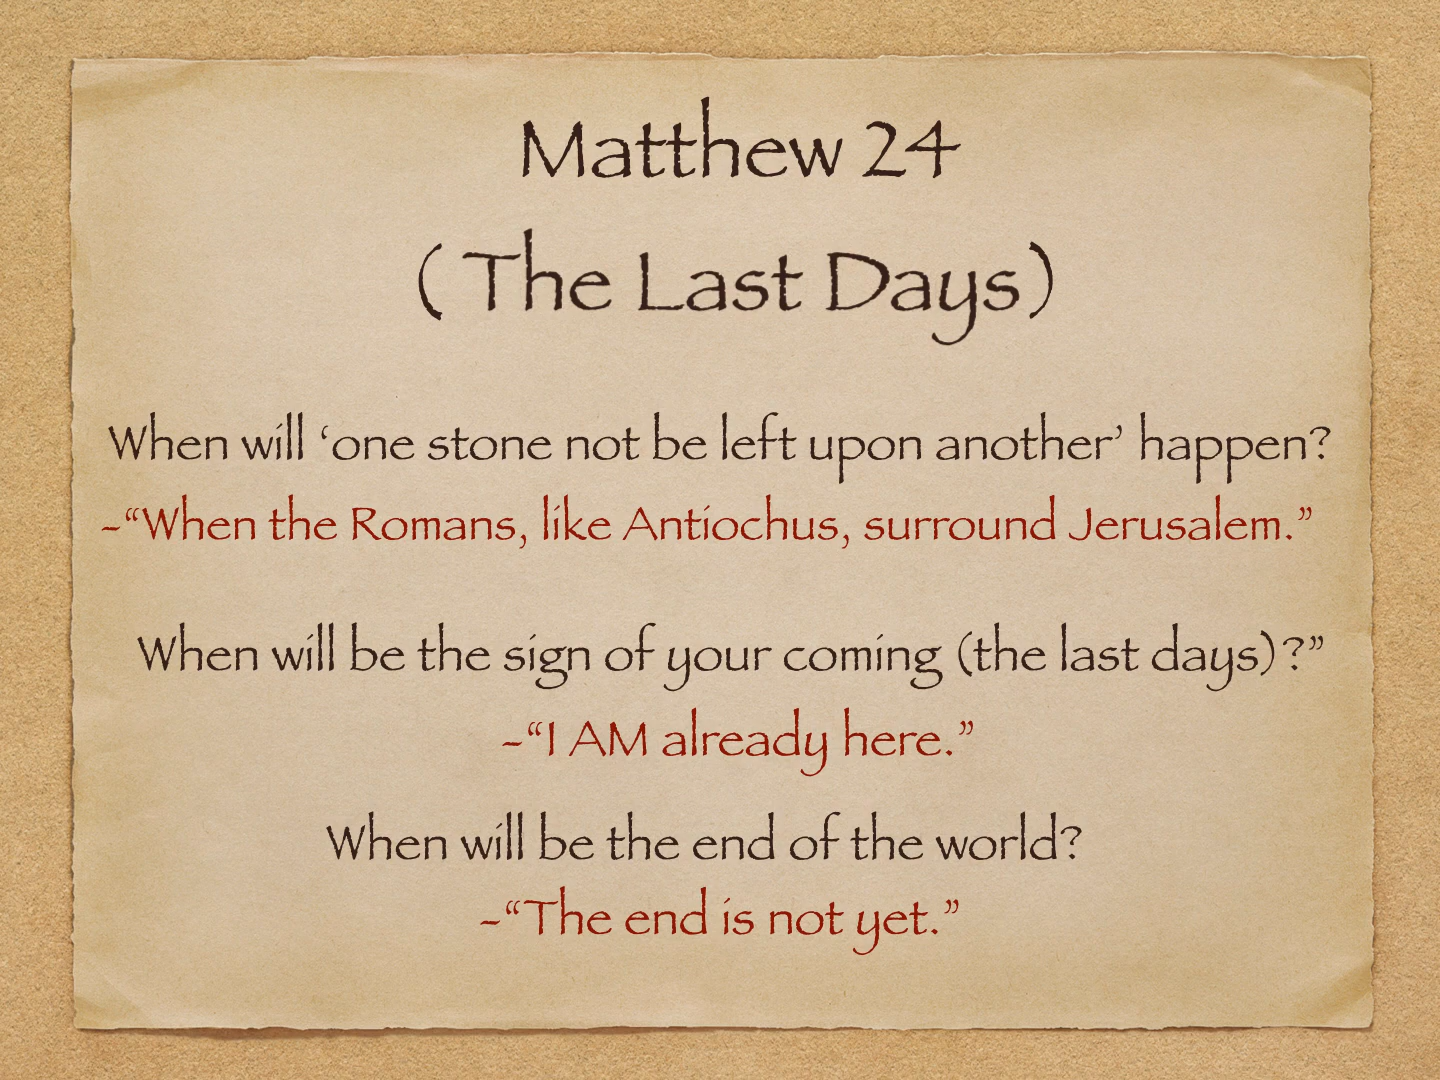 Matthew 24
( The Last Days)
When will ‘one stone not be left upon another’ happen?
-“When the Romans, like Antiochus, surround Jerusalem.”
When will be the sign of your coming (the last days)?”
-“I AM already here.”
When will be the end of the world?
-“The end is not yet.”